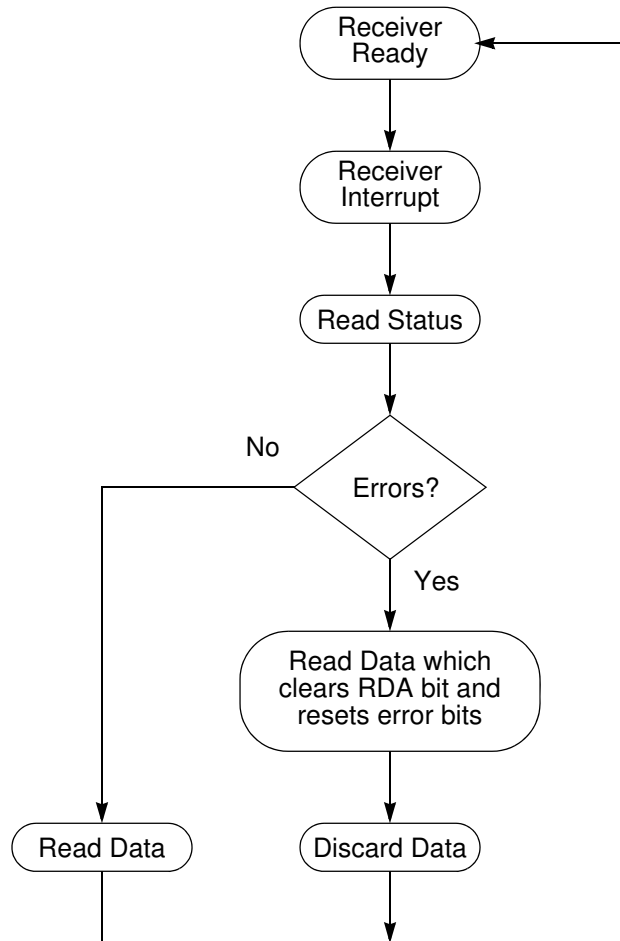 Receiver
Ready
Receiver
Interrupt
Read Status
No
Errors?
Yes
Read Data which
clears RDA bit and
resets error bits
Read Data
Discard Data